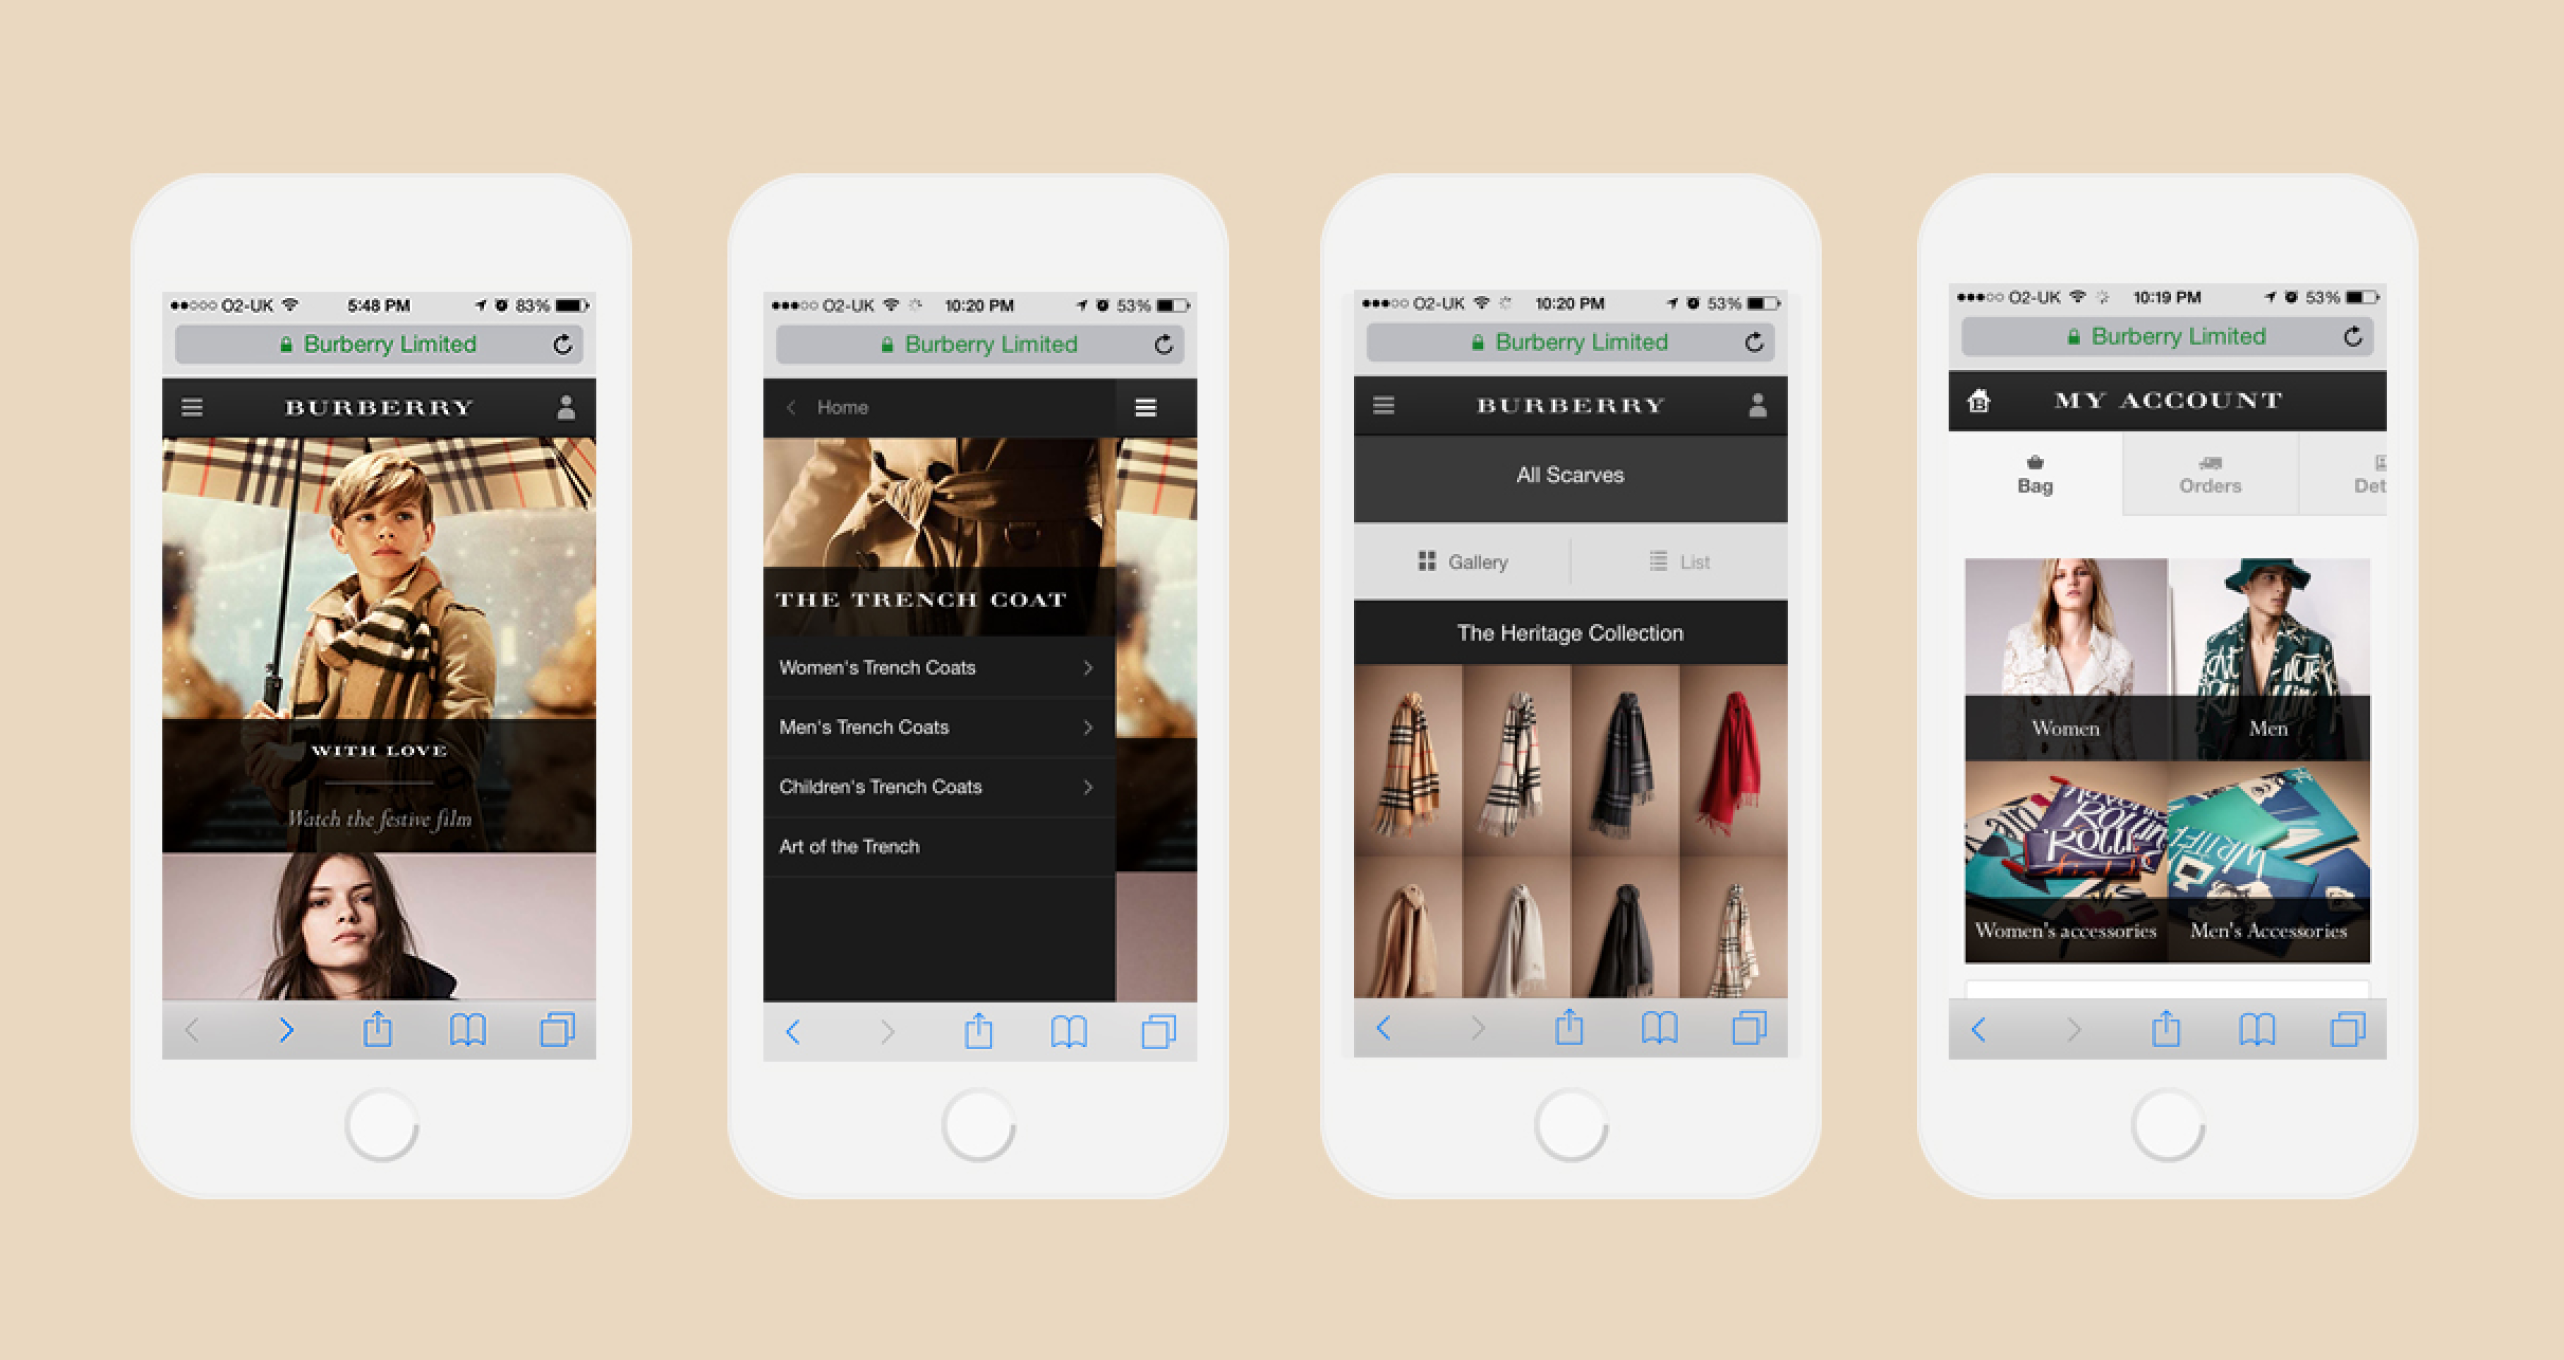 O2-UK 5:48 PM 83%
Burberry Limited
BURBERRY
WITH LOVE
Watch the festive film
O2-UK 10:20 PM 53%
Burberry Limited
Home
THE TRENCH COAT
Women's Trench Coats
Men's Trench Coats
Children's Trench Coats
Art of the Trench
O2-UK 10:20 PM 53%
Burberry Limited
BURBERRY
All Scarves
Gallery List
The Heritage Collection
O2-UK 10:19 PM 53%
Burberry Limited
MY ACCOUNT
Bag Orders Det
Women Men
Women's accessories Men's Accessories